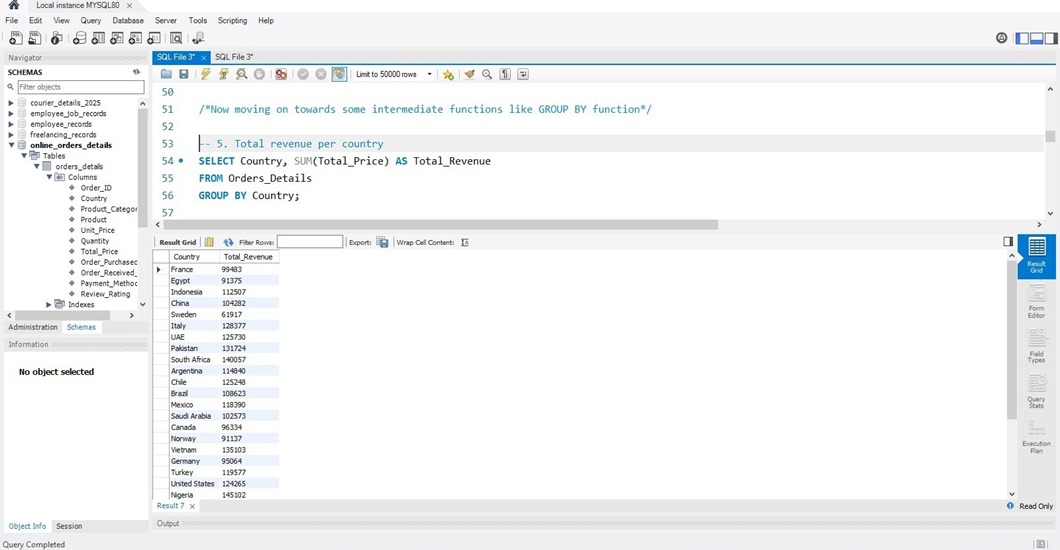 Local instance MYSQL80
File Edit View Query Database Server Tools Scripting Help
Navigator
SCHEMAS
Filter objects
courier_details_2025
employee_job_records
employee_records
freelancing_records
online_orders_details
Tables
orders_details
Columns
Order_ID
Country
Product_Categor
Product
Unit_Price
Quantity
Total_Price
Order_Purchased
Order_Received_
Payment_Method
Review_Rating
Indexes
Administration Schemas
Information
No object selected
Object Info Session
Query Completed
SQL File 3* SQL File 3*
Limit to 50000 rows
50
51 /*Now moving on towards some intermediate functions like GROUP BY function*/
52
53 -- 5. Total revenue per country
54 SELECT Country, SUM(Total_Price) AS Total_Revenue
55 FROM Orders_Details
56 GROUP BY Country;
57
Result Grid Filter Rows: Export: Wrap Cell Content:
Country Total_Revenue
France 99483
Egypt 91375
Indonesia 112507
China 104282
Sweden 61917
Italy 128377
UAE 125730
Pakistan 131724
South Africa 140057
Argentina 114840
Chile 125248
Brazil 108623
Mexico 118390
Saudi Arabia 102573
Canada 96334
Norway 91137
Vietnam 135103
Germany 95064
Turkey 119577
United States 124265
Nigeria 145102
Result Grid
Form Editor
Field Types
Query Stats
Execution Plan
Result 7
Read Only
Output